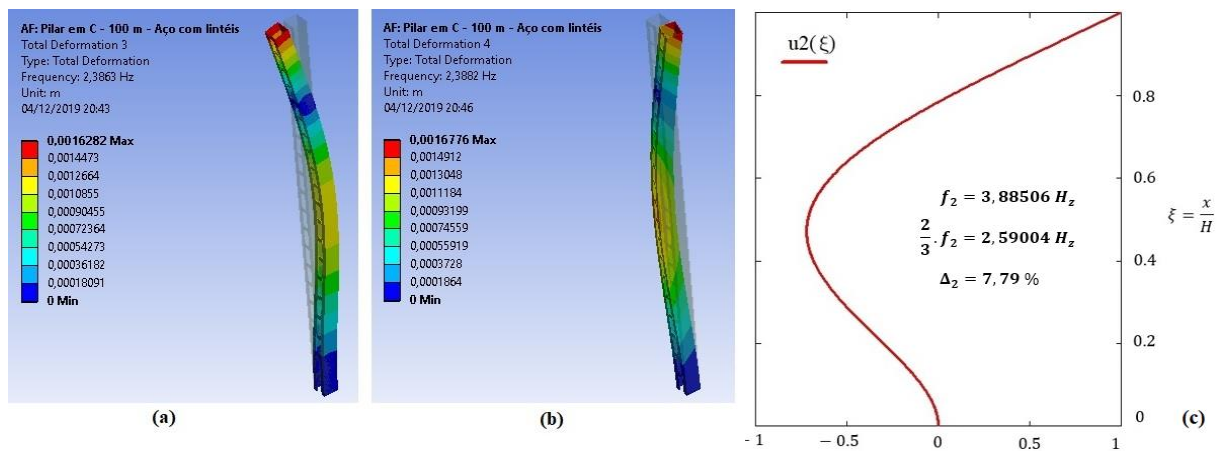 AF: Pilar em C - 100 m - Aço com lintéis
Total Deformation 3
Type: Total Deformation
Frequency: 2,3863 Hz
Unit: m
04/12/2019 20:43
0,0016282 Max
0,0014473
0,0012664
0,0010855
0,00090455
0,00072364
0,00054273
0,00036182
0,00018091
0 Min
(a)
AF: Pilar em C - 100 m - Aço com lintéis
Total Deformation 4
Type: Total Deformation
Frequency: 2,3882 Hz
Unit: m
04/12/2019 20:46
0,0016776 Max
0,0014912
0,0013048
0,0011184
0,00093199
0,00074559
0,00055919
0,0003728
0,0001864
0 Min
(b)
u2(ξ)
f₂ = 3,88506 H_z
2/3 . f₂ = 2,59004 H_z
Δ₂ = 7,79 %
0.8
0.6
0.4
0.2
0
ξ = x/H
- 1
− 0.5
0
0.5
1
(c)